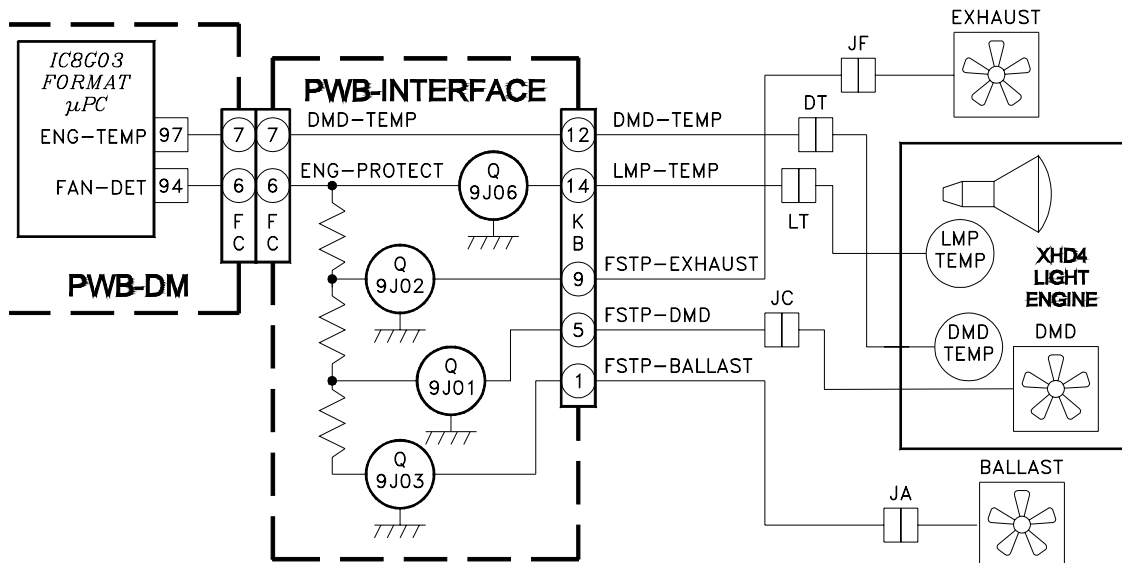 EXHAUST
JF
IC8G03
FORMAT
µPC
PWB-INTERFACE
DT
ENG-TEMP 97 7 7 DMD-TEMP 12 DMD-TEMP
FAN-DET 94 6 6 ENG-PROTECT Q 9J06 14 LMP-TEMP
LT
F
C
F
C
K
B
LMP
TEMP
XHD4
LIGHT
ENGINE
PWB-DM
Q
9J02
9 FSTP-EXHAUST
JC
5 FSTP-DMD
DMD
TEMP
DMD
Q
9J01
1 FSTP-BALLAST
Q
9J03
BALLAST
JA